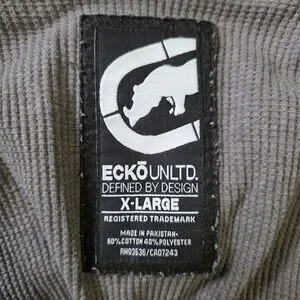 ECKŌ UNLTD.
DEFINED BY DESIGN
X-LARGE
REGISTERED TRADEMARK
MADE IN PAKISTAN.
60% COTTON 40% POLYESTER
RN93536/CA07243